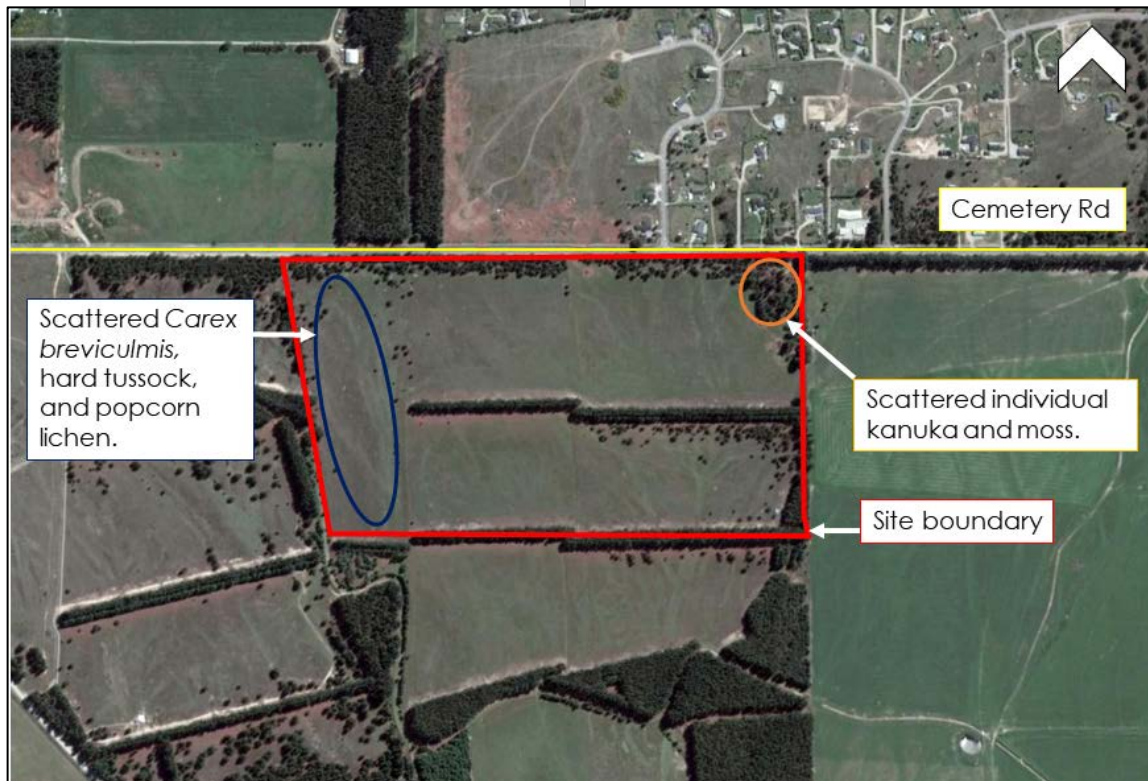 Cemetery Rd
Scattered Carex
breviculmis,
hard tussock,
and popcorn
lichen.
Scattered individual
kanuka and moss.
Site boundary